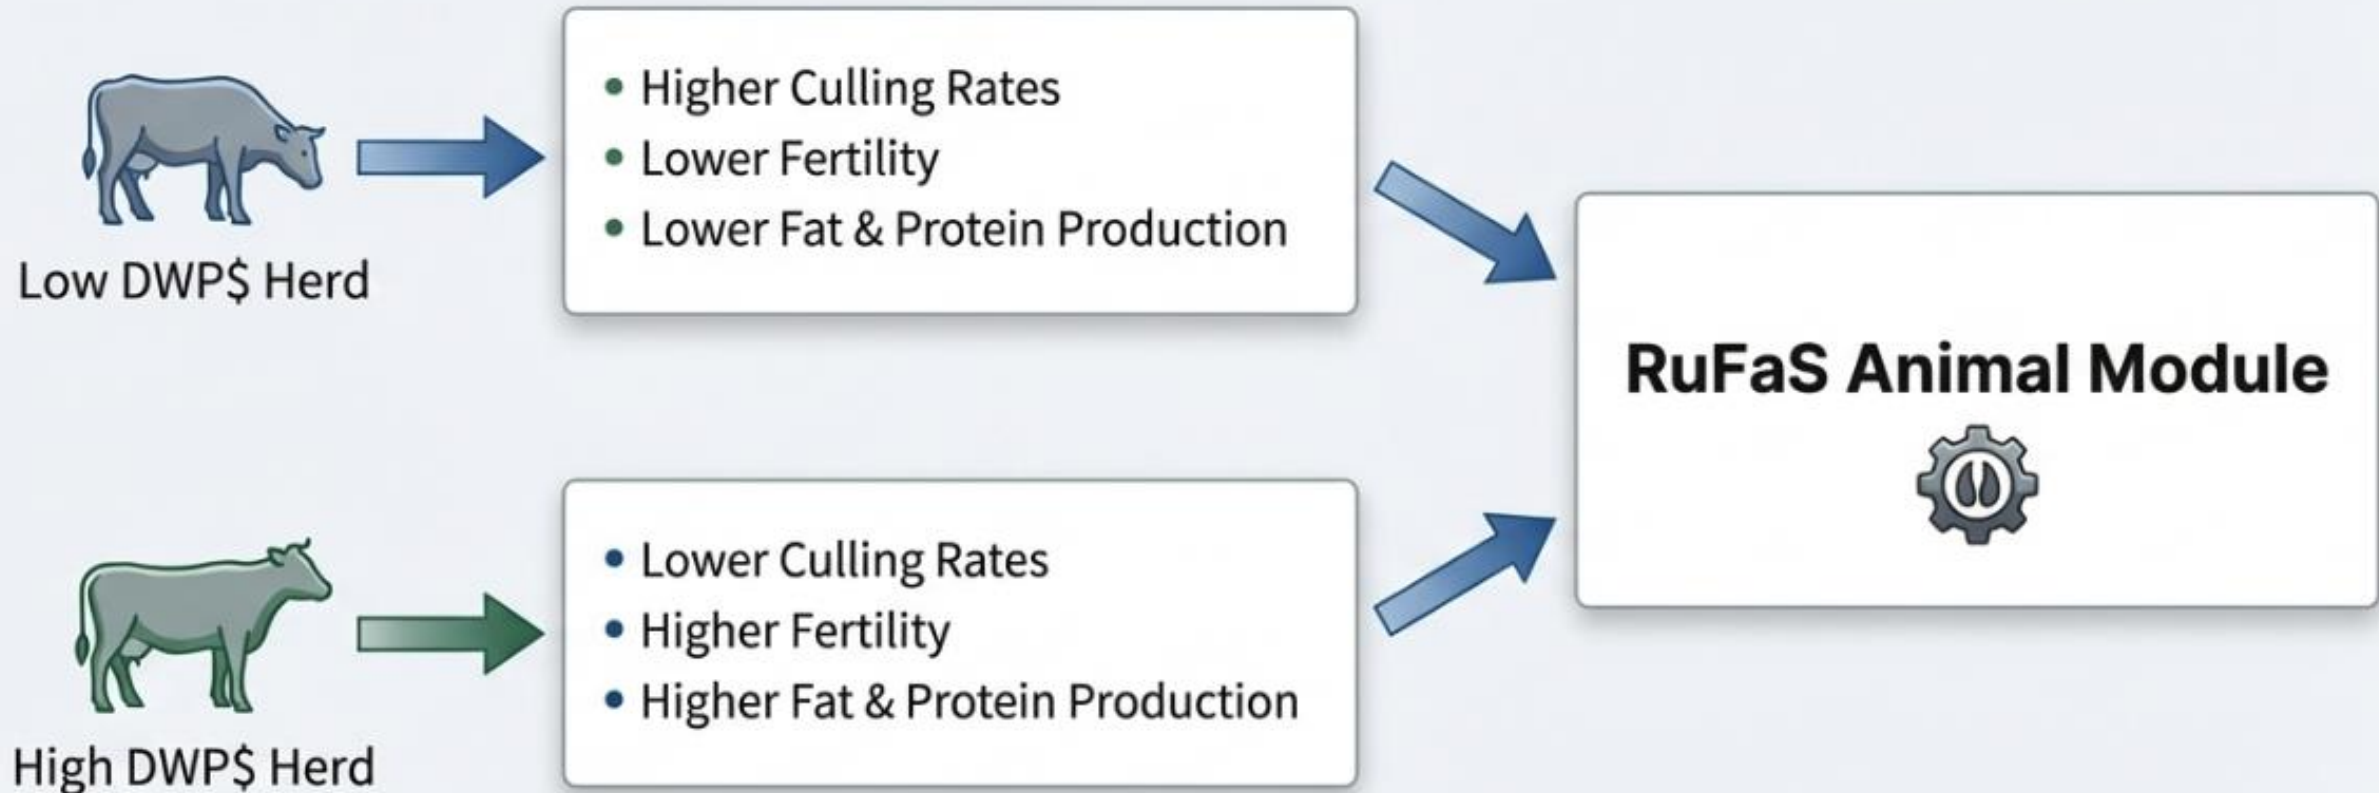 Low DWP$ Herd
• Higher Culling Rates
• Lower Fertility
• Lower Fat & Protein Production
High DWP$ Herd
• Lower Culling Rates
• Higher Fertility
• Higher Fat & Protein Production
RuFaS Animal Module